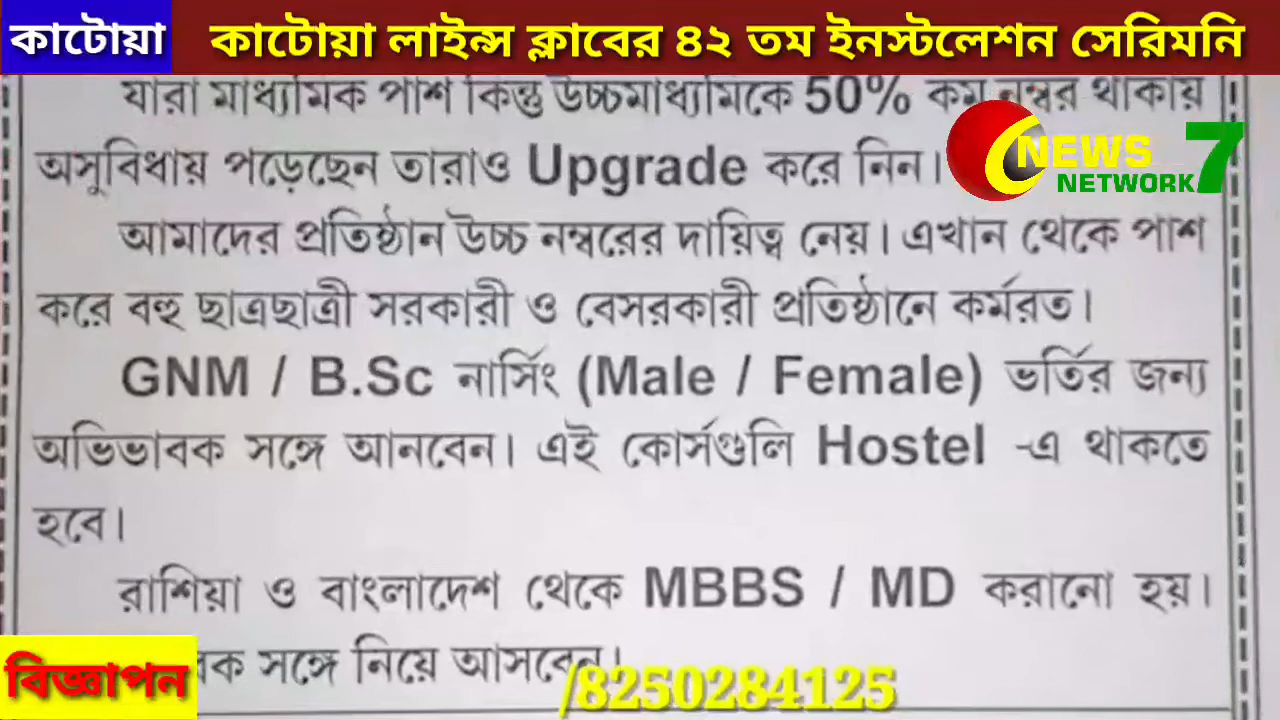 কাটোয়া
কাটোয়া লাইন্স ক্লাবের ৪২ তম ইনস্টলেশন সেরিমনি
যারা মাধ্যমিক পাশ কিন্তু উচ্চমাধ্যমিকে 50% কম নম্বর থাকায়
অসুবিধায় পড়েছেন তারাও Upgrade করে নিন।
NEWS 7
NETWORK
আমাদের প্রতিষ্ঠান উচ্চ নম্বরের দায়িত্ব নেয়। এখান থেকে পাশ
করে বহু ছাত্রছাত্রী সরকারী ও বেসরকারী প্রতিষ্ঠানে কর্মরত।
GNM / B.Sc নার্সিং (Male / Female) ভর্তির জন্য
অভিভাবক সঙ্গে আনবেন। এই কোর্সগুলি Hostel -এ থাকতে
হবে।
রাশিয়া ও বাংলাদেশ থেকে MBBS / MD করানো হয়।
সঙ্গে নিয়ে আসবেন।
বিজ্ঞাপন
/8250284125